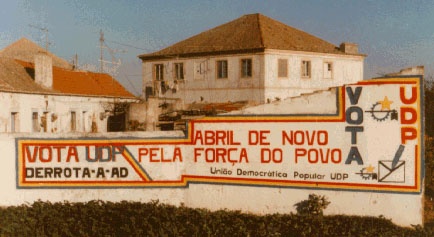 VOTA UDP
DERROTA-A-AD
ABRIL DE NOVO
PELA FORÇA DO POVO
União Democrática Popular UDP
VOTA
UDP